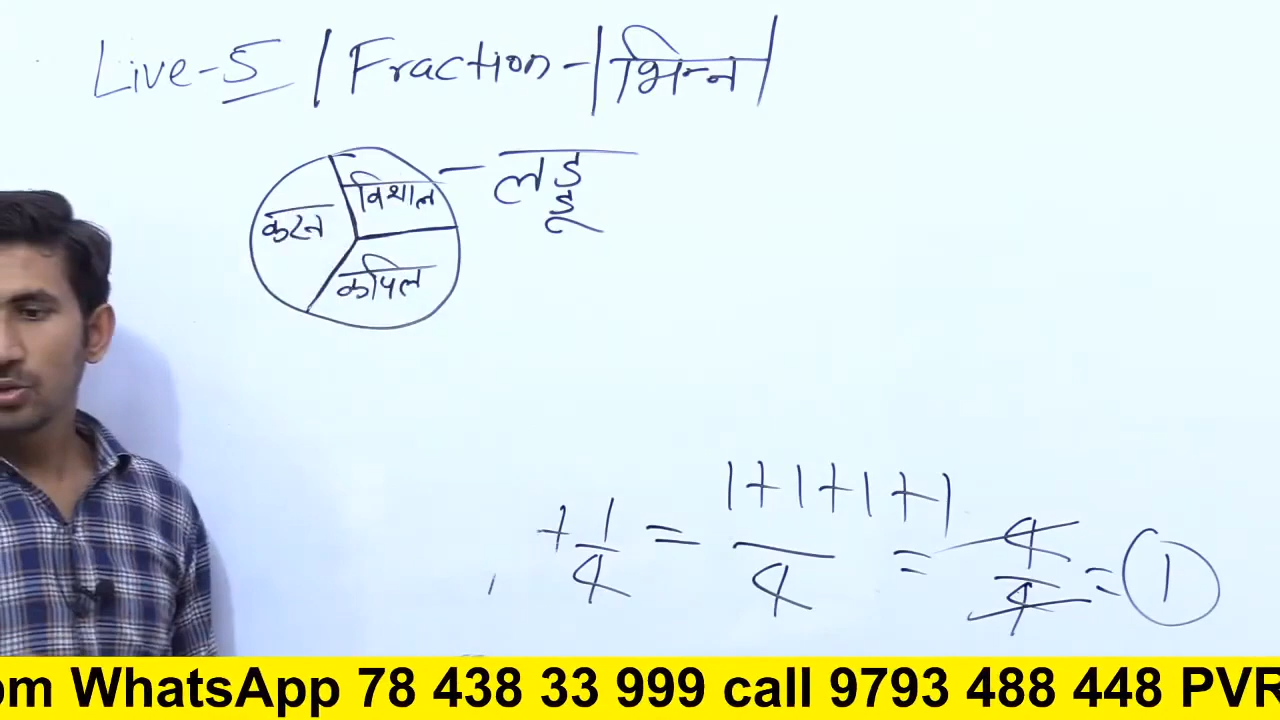 Live-5 | Fraction - | भिन्न |
विशाल - लड्डू
करन
कपिल
1+1+1+1
+ 1/4 = ― = 4/4 = 1
4
om WhatsApp 78 438 33 999 call 9793 488 448 PVR